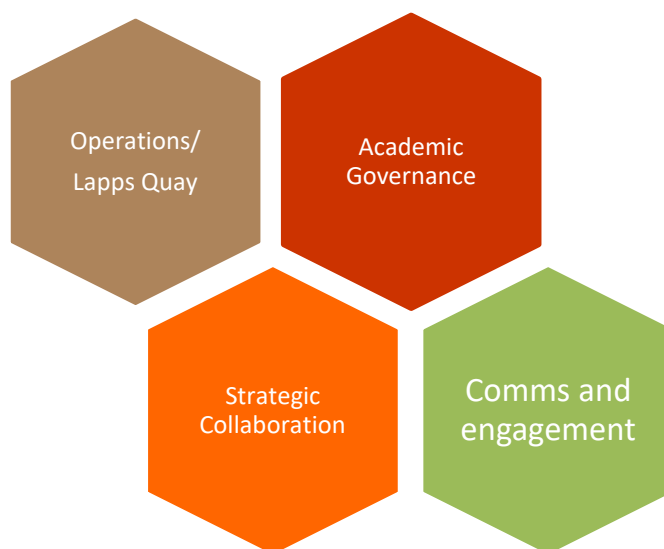 Operations/
Lapps Quay
Academic
Governance
Strategic
Collaboration
Comms and
engagement